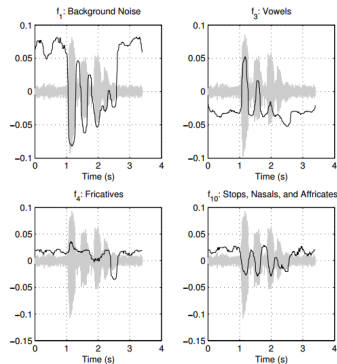 f1: Background Noise
0.1
0.05
0
−0.05
−0.1
0 1 2 3 4
Time (s)
f3: Vowels
0.1
0.05
0
−0.05
−0.1
0 1 2 3 4
Time (s)
f4: Fricatives
0.1
0.05
0
−0.05
−0.1
−0.15
0 1 2 3 4
Time (s)
f10: Stops, Nasals, and Affricates
0.1
0.05
0
−0.05
−0.1
−0.15
0 1 2 3 4
Time (s)